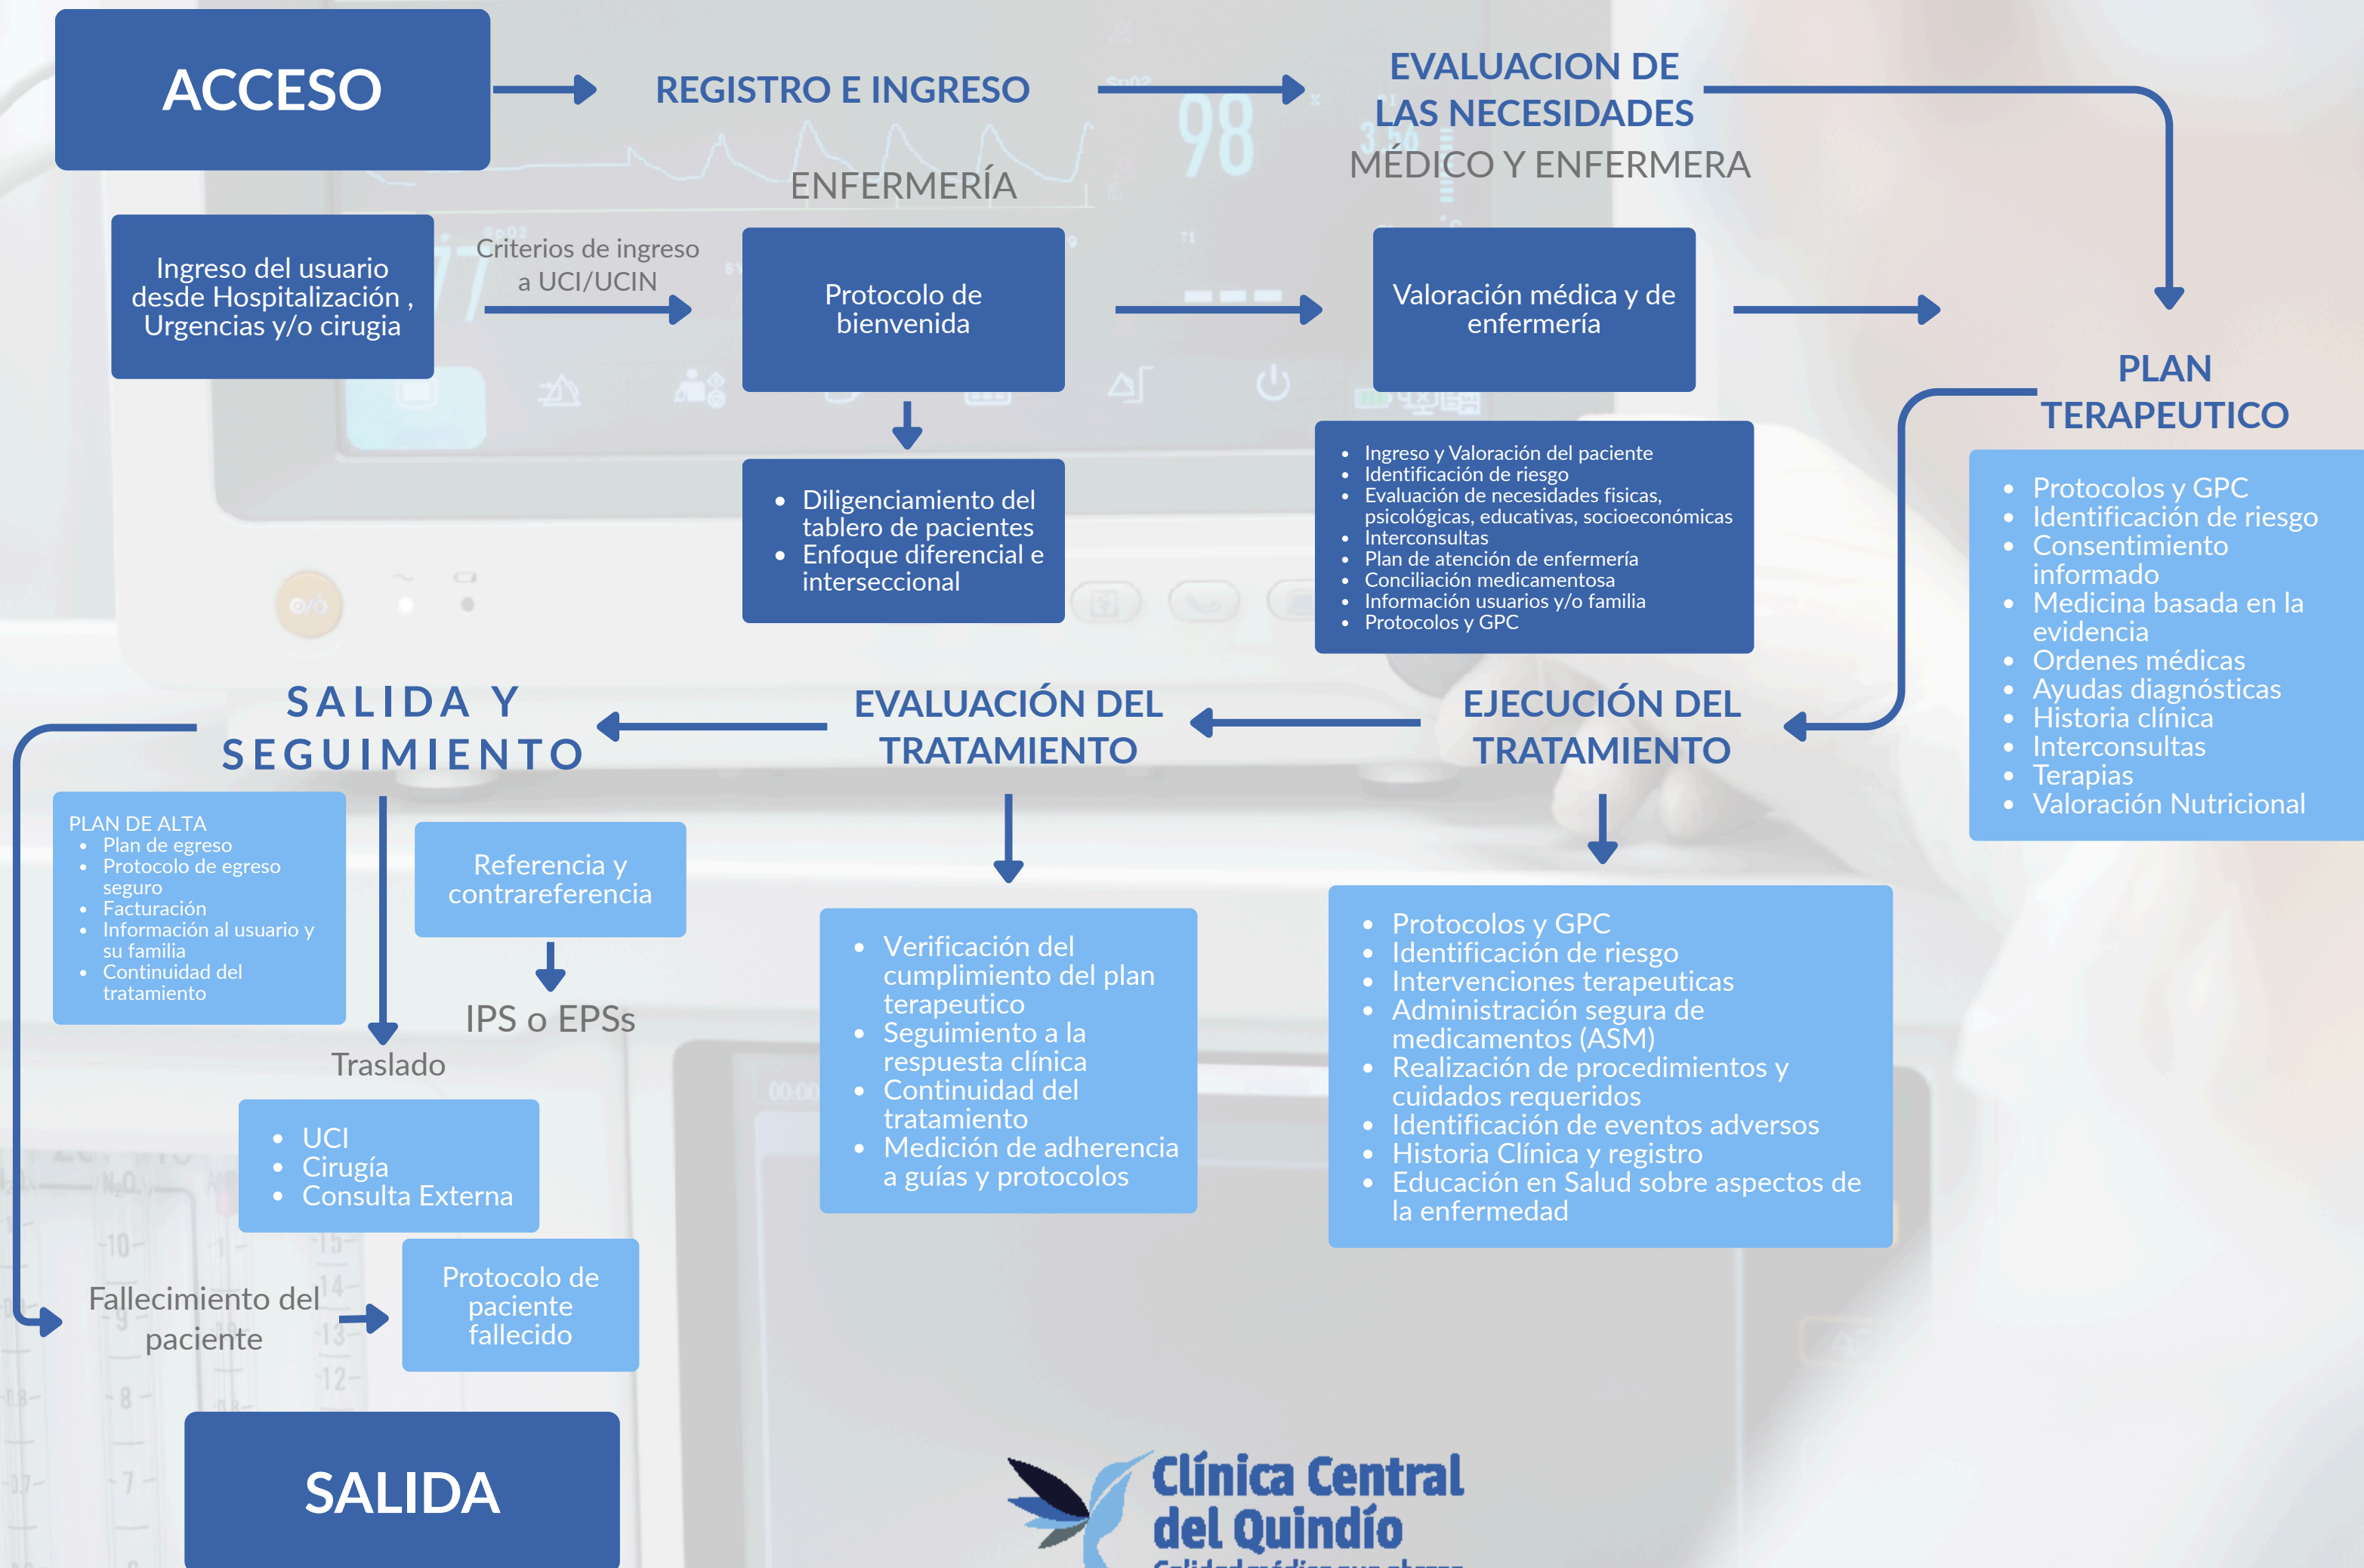 ACCESO
REGISTRO E INGRESO
EVALUACION DE
LAS NECESIDADES
MÉDICO Y ENFERMERA
ENFERMERÍA
Ingreso del usuario
desde Hospitalización ,
Urgencias y/o cirugia
Criterios de ingreso
a UCI/UCIN
Protocolo de
bienvenida
Valoración médica y de
enfermería
• Diligenciamiento del
tablero de pacientes
• Enfoque diferencial e
interseccional
• Ingreso y Valoración del paciente
• Identificación de riesgo
• Evaluación de necesidades fisicas,
psicológicas, educativas, socioeconómicas
• Interconsultas
• Plan de atención de enfermería
• Conciliación medicamentosa
• Información usuarios y/o familia
• Protocolos y GPC
PLAN
TERAPEUTICO
• Protocolos y GPC
• Identificación de riesgo
• Consentimiento
informado
• Medicina basada en la
evidencia
• Ordenes médicas
• Ayudas diagnósticas
• Historia clínica
• Interconsultas
• Terapias
• Valoración Nutricional
EJECUCIÓN DEL
TRATAMIENTO
• Protocolos y GPC
• Identificación de riesgo
• Intervenciones terapeuticas
• Administración segura de
medicamentos (ASM)
• Realización de procedimientos y
cuidados requeridos
• Identificación de eventos adversos
• Historia Clínica y registro
• Educación en Salud sobre aspectos de
la enfermedad
EVALUACIÓN DEL
TRATAMIENTO
• Verificación del
cumplimiento del plan
terapeutico
• Seguimiento a la
respuesta clínica
• Continuidad del
tratamiento
• Medición de adherencia
a guías y protocolos
SALIDA Y
SEGUIMIENTO
PLAN DE ALTA
• Plan de egreso
• Protocolo de egreso
seguro
• Facturación
• Información al usuario y
su familia
• Continuidad del
tratamiento
Referencia y
contrareferencia
IPS o EPSs
Traslado
• UCI
• Cirugía
• Consulta Externa
Fallecimiento del
paciente
Protocolo de
paciente
fallecido
SALIDA
Clínica Central
del Quindío
98
3.56
SpO2
77